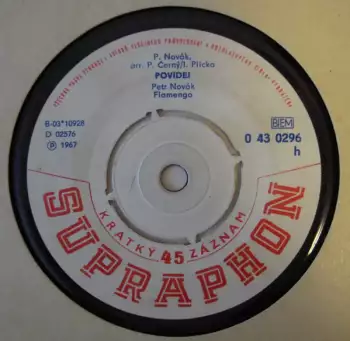 P. Novák,
arr. P. Černý/I. Plicka
POVÍDEJ
Petr Novák
Flamengo
B-03*10928
D 02576
Ⓟ 1967
BIEM
0 43 0296
h
KRÁTKÝ 45 ZÁZNAM
SUPRAPHON